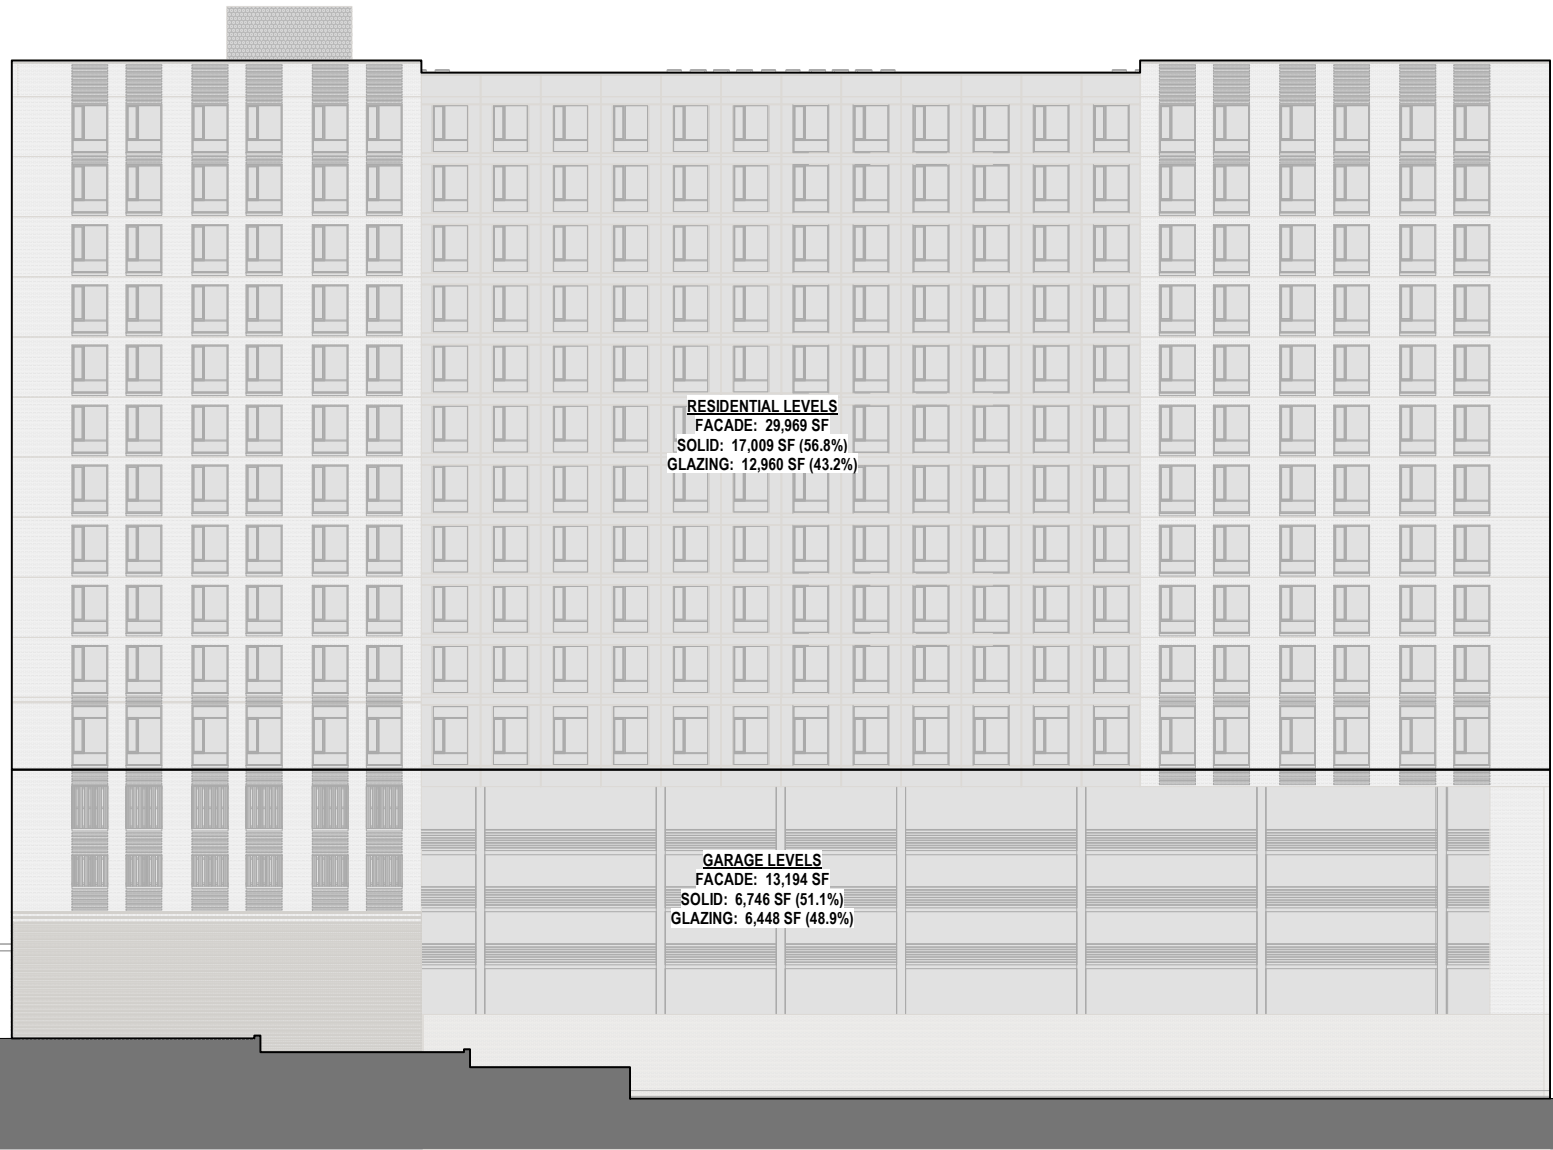 RESIDENTIAL LEVELS
FACADE: 29,969 SF
SOLID: 17,009 SF (56.8%)
GLAZING: 12,960 SF (43.2%)
GARAGE LEVELS
FACADE: 13,194 SF
SOLID: 6,746 SF (51.1%)
GLAZING: 6,448 SF (48.9%)